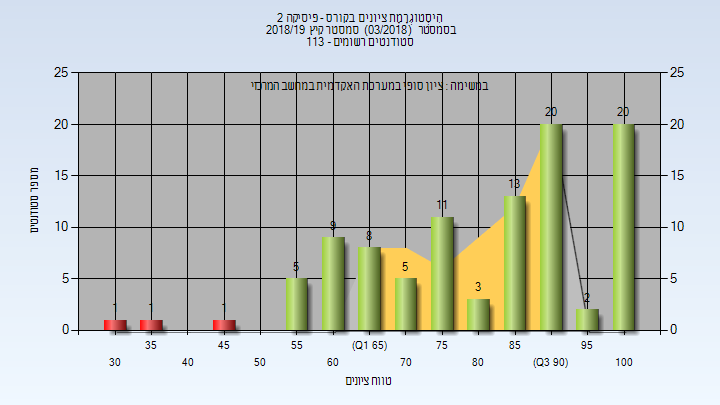 היסטוגרמת ציונים בקורס - פיסיקה 2
בסמסטר (03/2018) סמסטר קיץ 2018/19
סטודנטים רשומים - 113
במשימה : ציון סופי במערכת האקדמית במחשב המרכזי
מספר סטודנטים
25 25
20 20
15 15
10 10
5 5
0 0
1 1 1 5 9 8 5 11 3 13 20 2 20
35 45 55 (Q1 65) 75 85 95
30 40 50 60 70 80 (Q3 90) 100
טווח ציונים